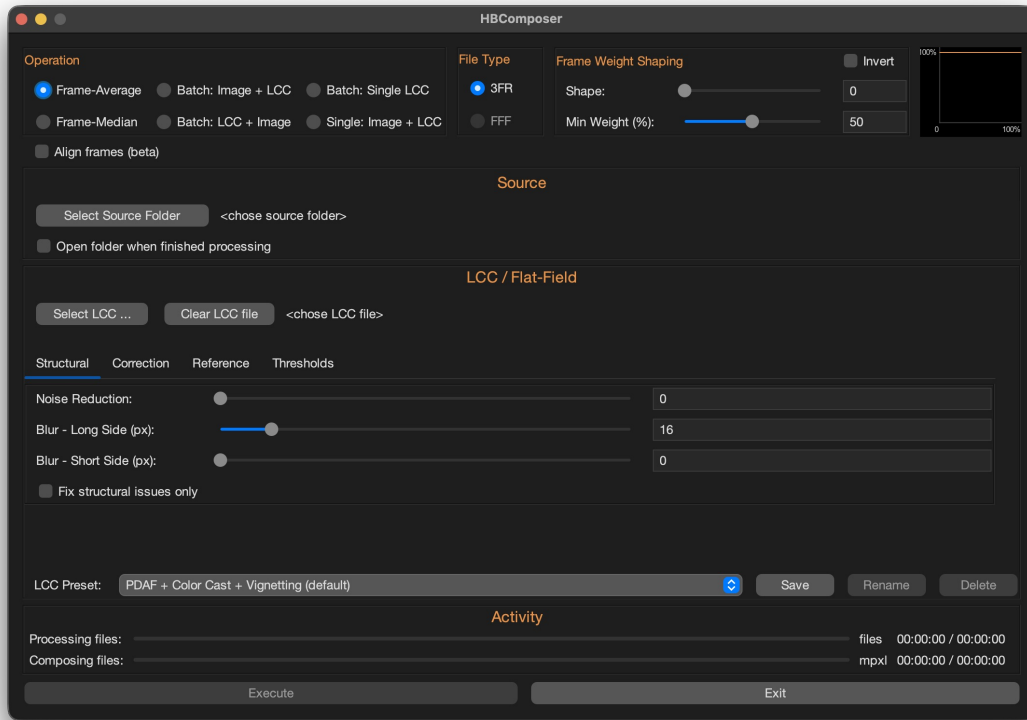 HBComposer
Operation
Frame-Average Batch: Image + LCC Batch: Single LCC
Frame-Median Batch: LCC + Image Single: Image + LCC
File Type
3FR
FFF
Frame Weight Shaping Invert
Shape: 0
Min Weight (%): 50
100%
0 100%
Align frames (beta)
Source
Select Source Folder <chose source folder>
Open folder when finished processing
LCC / Flat-Field
Select LCC ... Clear LCC file <chose LCC file>
Structural Correction Reference Thresholds
Noise Reduction: 0
Blur - Long Side (px): 16
Blur - Short Side (px): 0
Fix structural issues only
LCC Preset: PDAF + Color Cast + Vignetting (default) Save Rename Delete
Activity
Processing files: files 00:00:00 / 00:00:00
Composing files: mpxl 00:00:00 / 00:00:00
Execute Exit